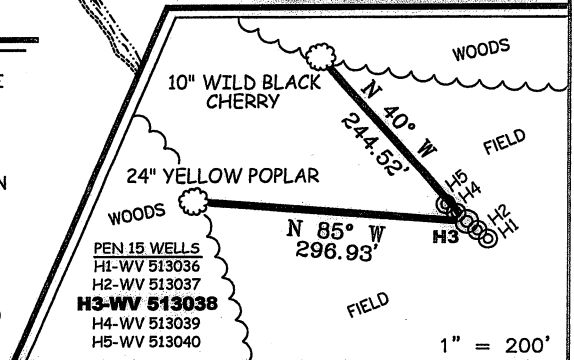 WOODS
10" WILD BLACK
CHERRY
N 40° W
244.52'
FIELD
E
N
24" YELLOW POPLAR
H5
H4
WOODS
H2
H1
H3
N 85° W
296.93'
PEN 15 WELLS
H1-WV 513036
H2-WV 513037
H3-WV 513038
H4-WV 513039
H5-WV 513040
FIELD
1" = 200'